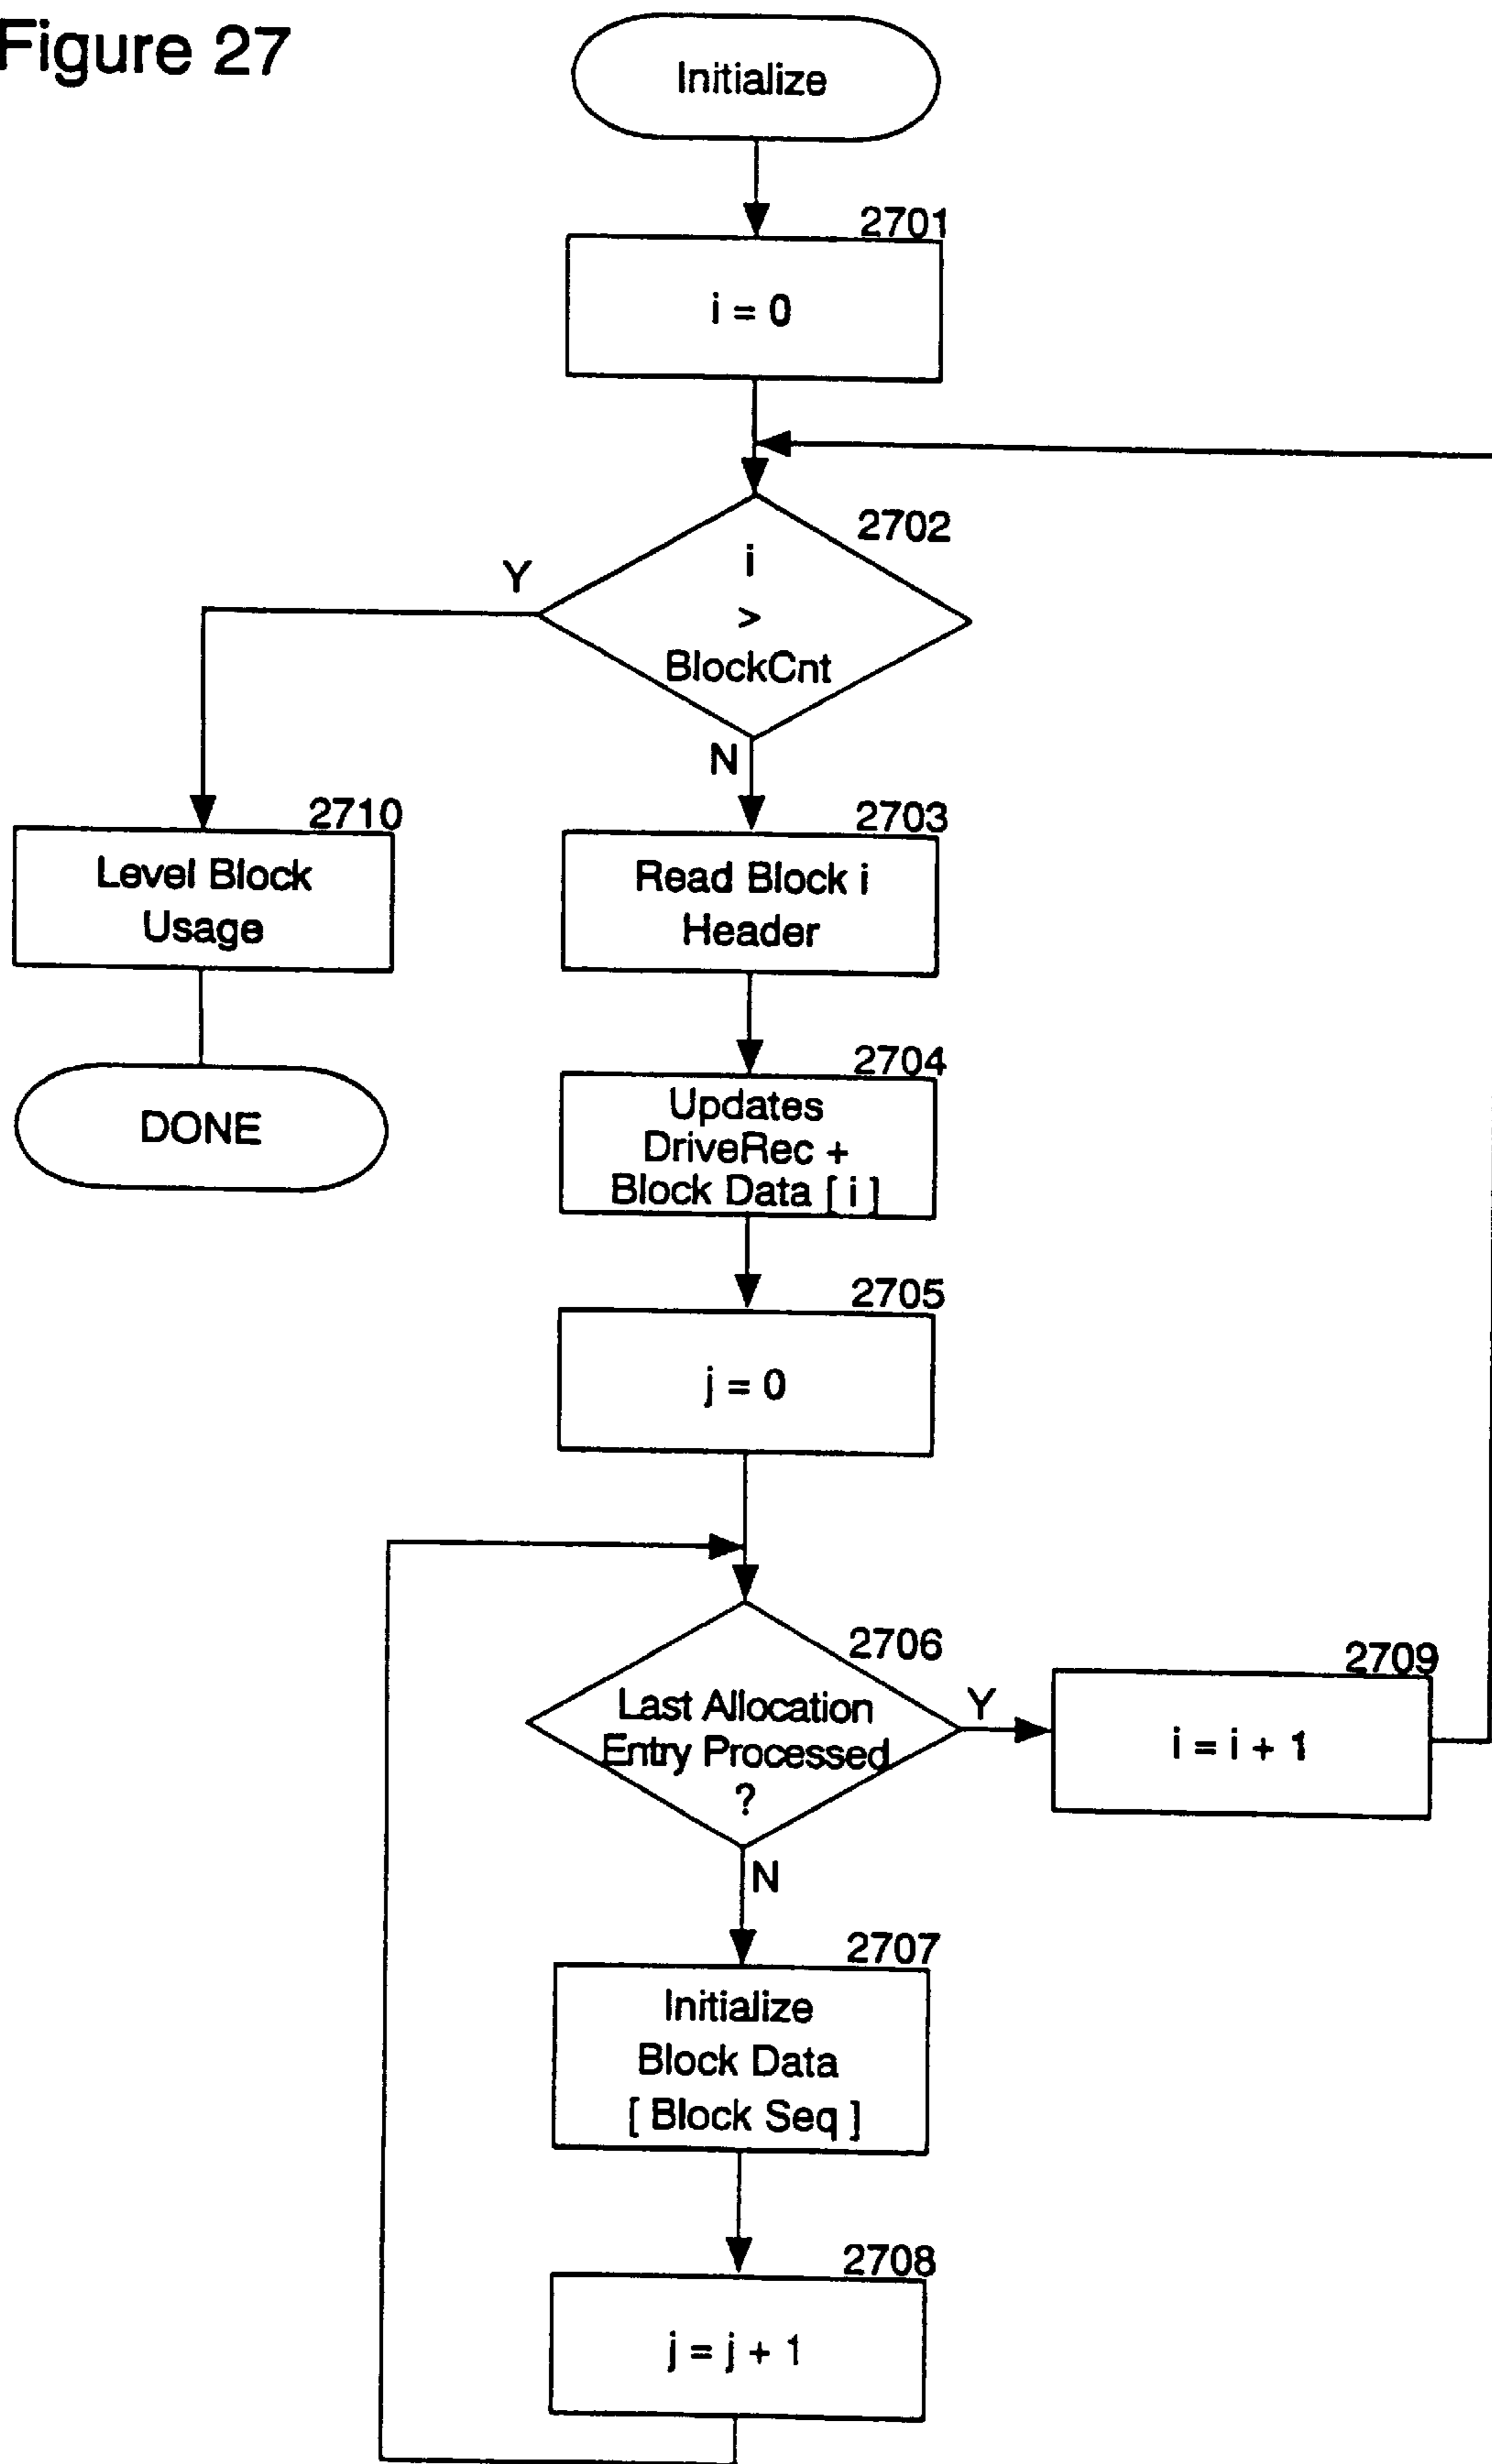 Figure 27
Initialize
2701
i = 0
2702
i
>
BlockCnt
Y
N
2710
Level Block
Usage
DONE
2703
Read Block i
Header
2704
Updates
DriveRec +
Block Data [ i ]
2705
j = 0
2706
Last Allocation
Entry Processed
?
Y
2709
i = i + 1
N
2707
Initialize
Block Data
[ Block Seq ]
2708
j = j + 1